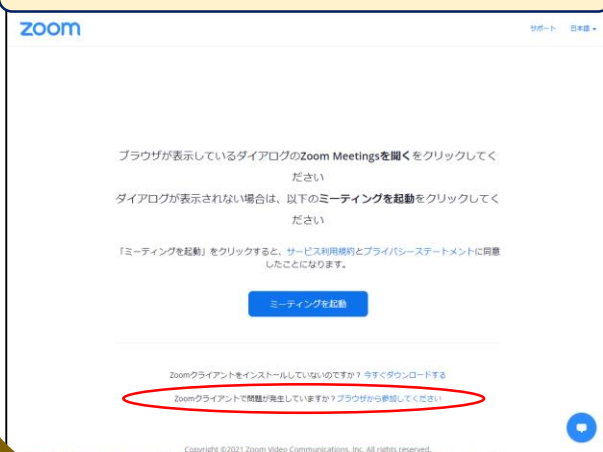 zoom
サポート 日本語
ブラウザが表示しているダイアログのZoom Meetingsを開くをクリックしてく
ださい
ダイアログが表示されない場合は、以下のミーティングを起動をクリックしてく
ださい
「ミーティングを起動」をクリックすると、サービス利用規約とプライバシーステートメントに同意
したことになります。
ミーティングを起動
Zoomクライアントをインストールしていないのですか？今すぐダウンロードする
Zoomクライアントで問題が発生していますか？ブラウザから参加してください
Copyright ©2021 Zoom Video Communications, Inc. All rights reserved.